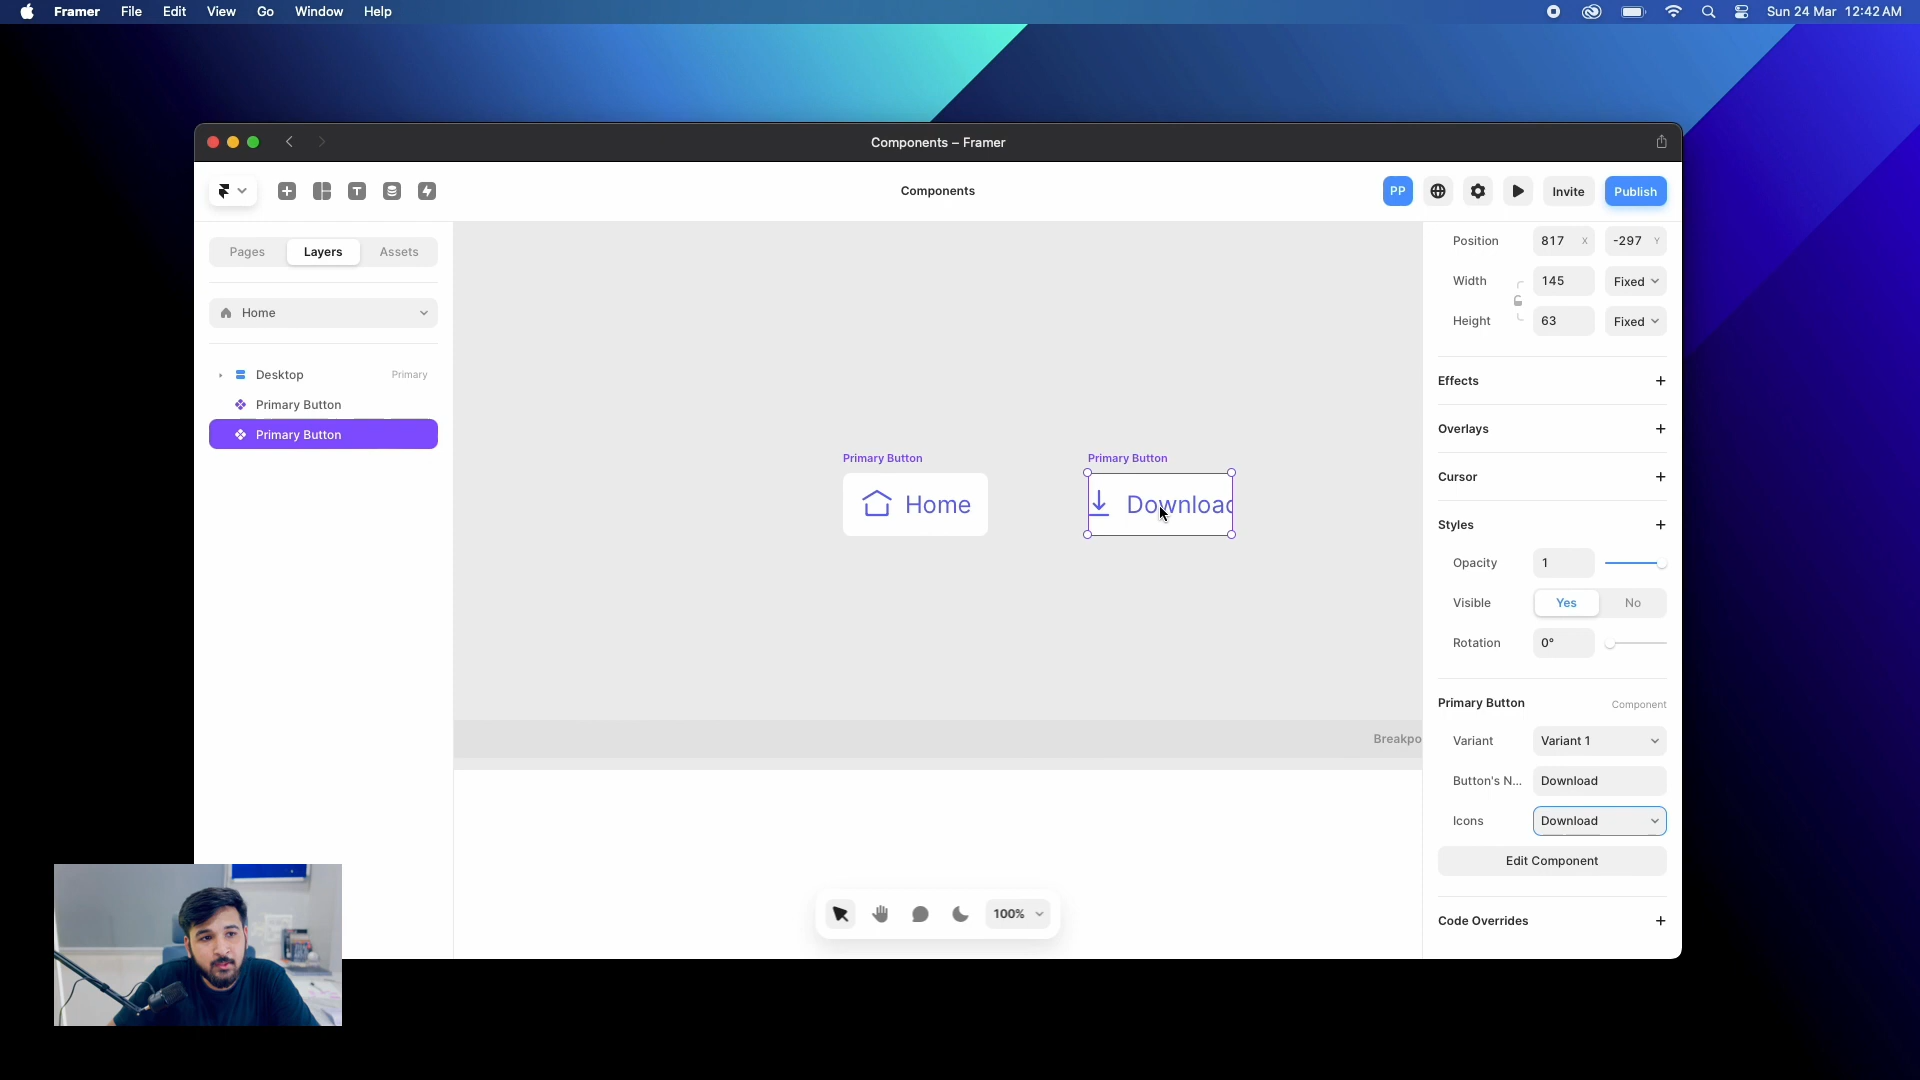 Framer File Edit View Go Window Help
Sun 24 Mar 12:42 AM
Components – Framer
Components
PP
Invite
Publish
Pages Layers Assets
Home
Desktop Primary
Primary Button
Primary Button
Primary Button
Home
Primary Button
Download
Breakpo
100%
Position 817 X -297 Y
Width 145 Fixed
Height 63 Fixed
Effects
Overlays
Cursor
Styles
Opacity 1
Visible Yes No
Rotation 0°
Primary Button Component
Variant Variant 1
Button's N... Download
Icons Download
Edit Component
Code Overrides